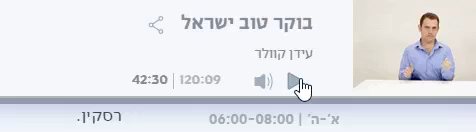 בוקר טוב ישראל
עידן קוולר
42:30 | 120:09
א'-ה' | 06:00-08:00
רסקין.